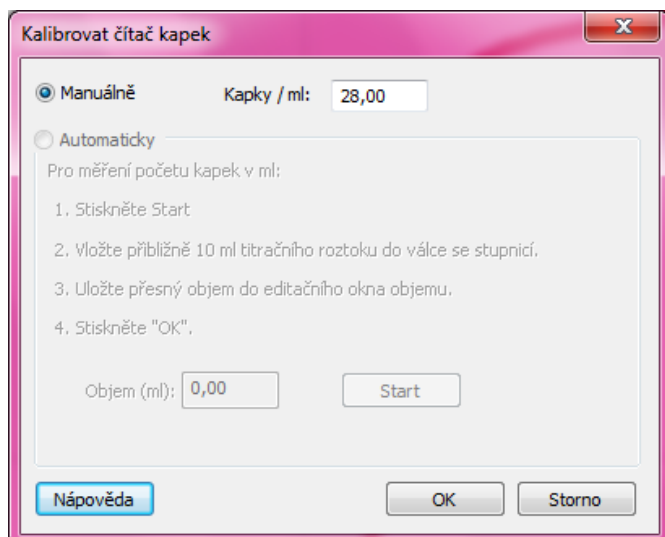 Kalibrovat čítač kapek
Manuálně Kapky / ml: 28,00
Automaticky
Pro měření početu kapek v ml:
1. Stiskněte Start
2. Vložte přibližně 10 ml titračního roztoku do válce se stupnicí.
3. Uložte přesný objem do editačního okna objemu.
4. Stiskněte "OK".
Objem (ml): 0,00 Start
Nápověda OK Storno